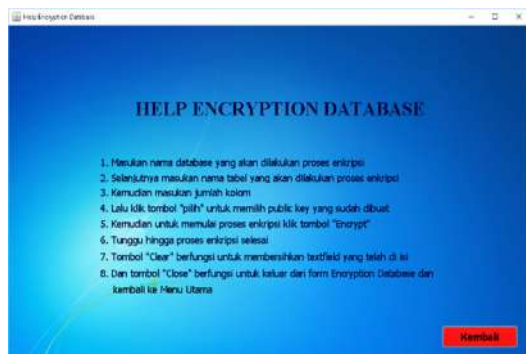 Help Encryption Database
HELP ENCRYPTION DATABASE
1. Masukan nama database yang akan dilakukan proses enkripsi
2. Selanjutnya masukan nama tabel yang akan dilakukan proses enkripsi
3. Kemudian masukan jumlah kolom
4. Lalu klik tombol "pilih" untuk memilih public key yang sudah dibuat
5. Kemudian untuk memulai proses enkripsi klik tombol "Encrypt"
6. Tunggu hingga proses enkripsi selesai
7. Tombol "Clear" berfungsi untuk membersihkan textfield yang telah di isi
8. Dan tombol "Close" berfungsi untuk keluar dari form Encryption Database dan
kembali ke Menu Utama
Kembali